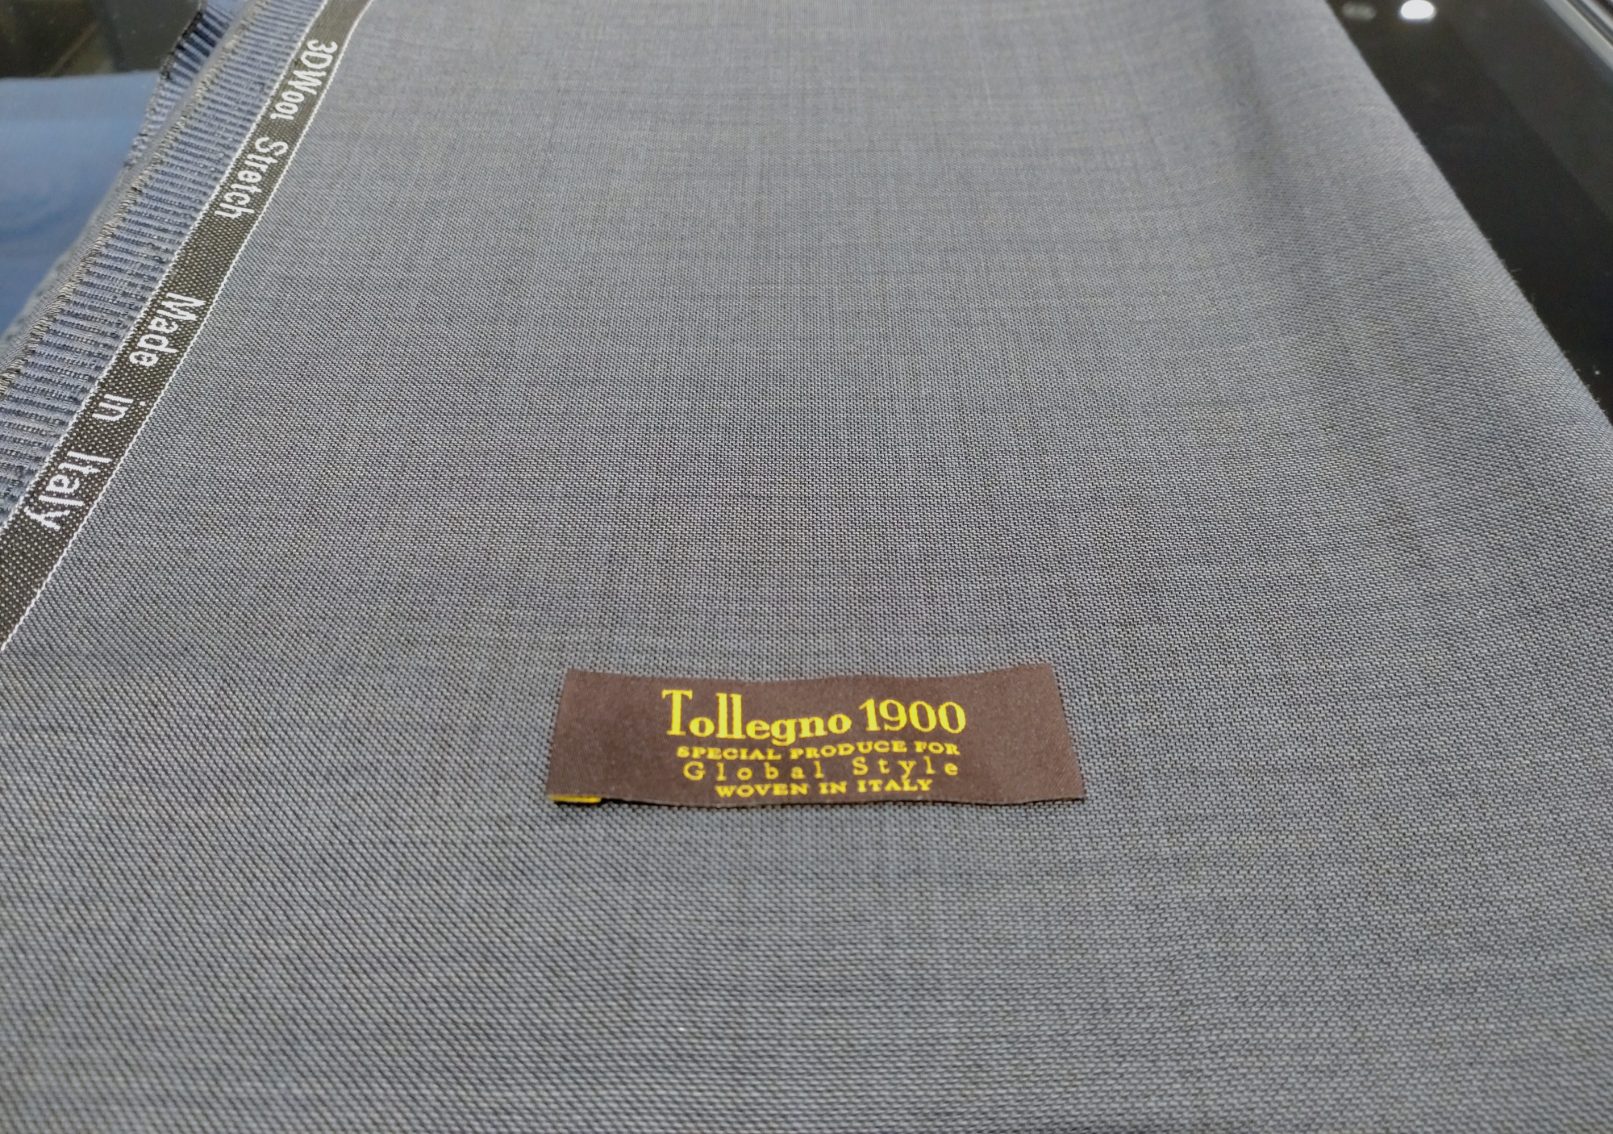 3DWool Stretch Made in Italy
Tollegno 1900
SPECIAL PRODUCE FOR
Global Style
WOVEN IN ITALY